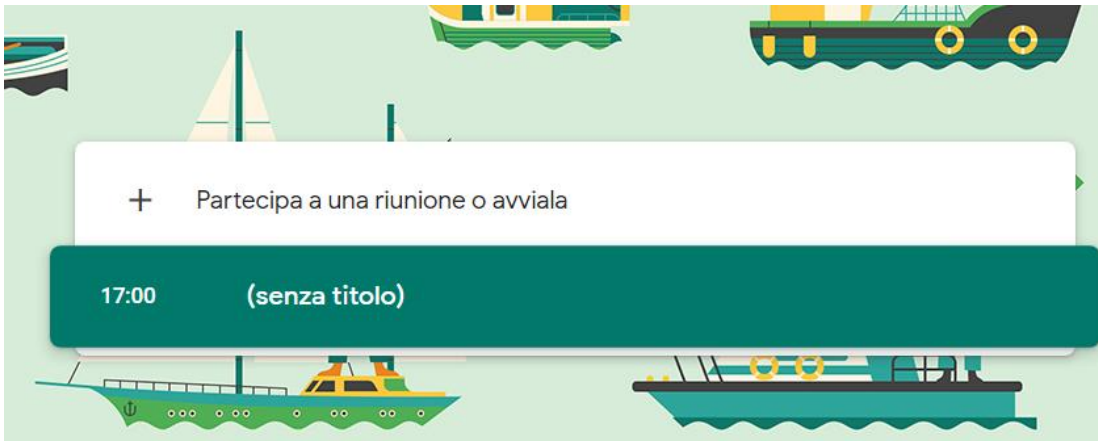 + Partecipa a una riunione o avviala
17:00 (senza titolo)